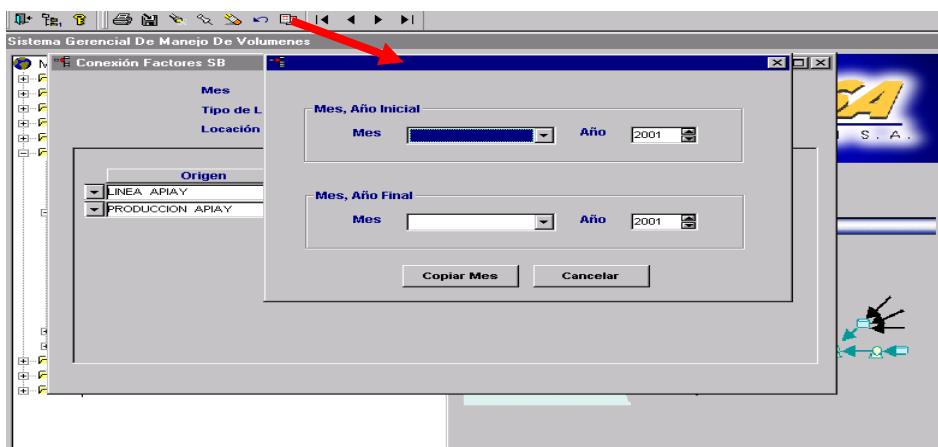 Sistema Gerencial De Manejo De Volumenes
Conexión Factores SB
Mes
Tipo de L
Locación
Origen
LINEA APIAY
PRODUCCION APIAY
Mes, Año Inicial
Mes Año 2001
Mes, Año Final
Mes Año 2001
Copiar Mes Cancelar
S. A.